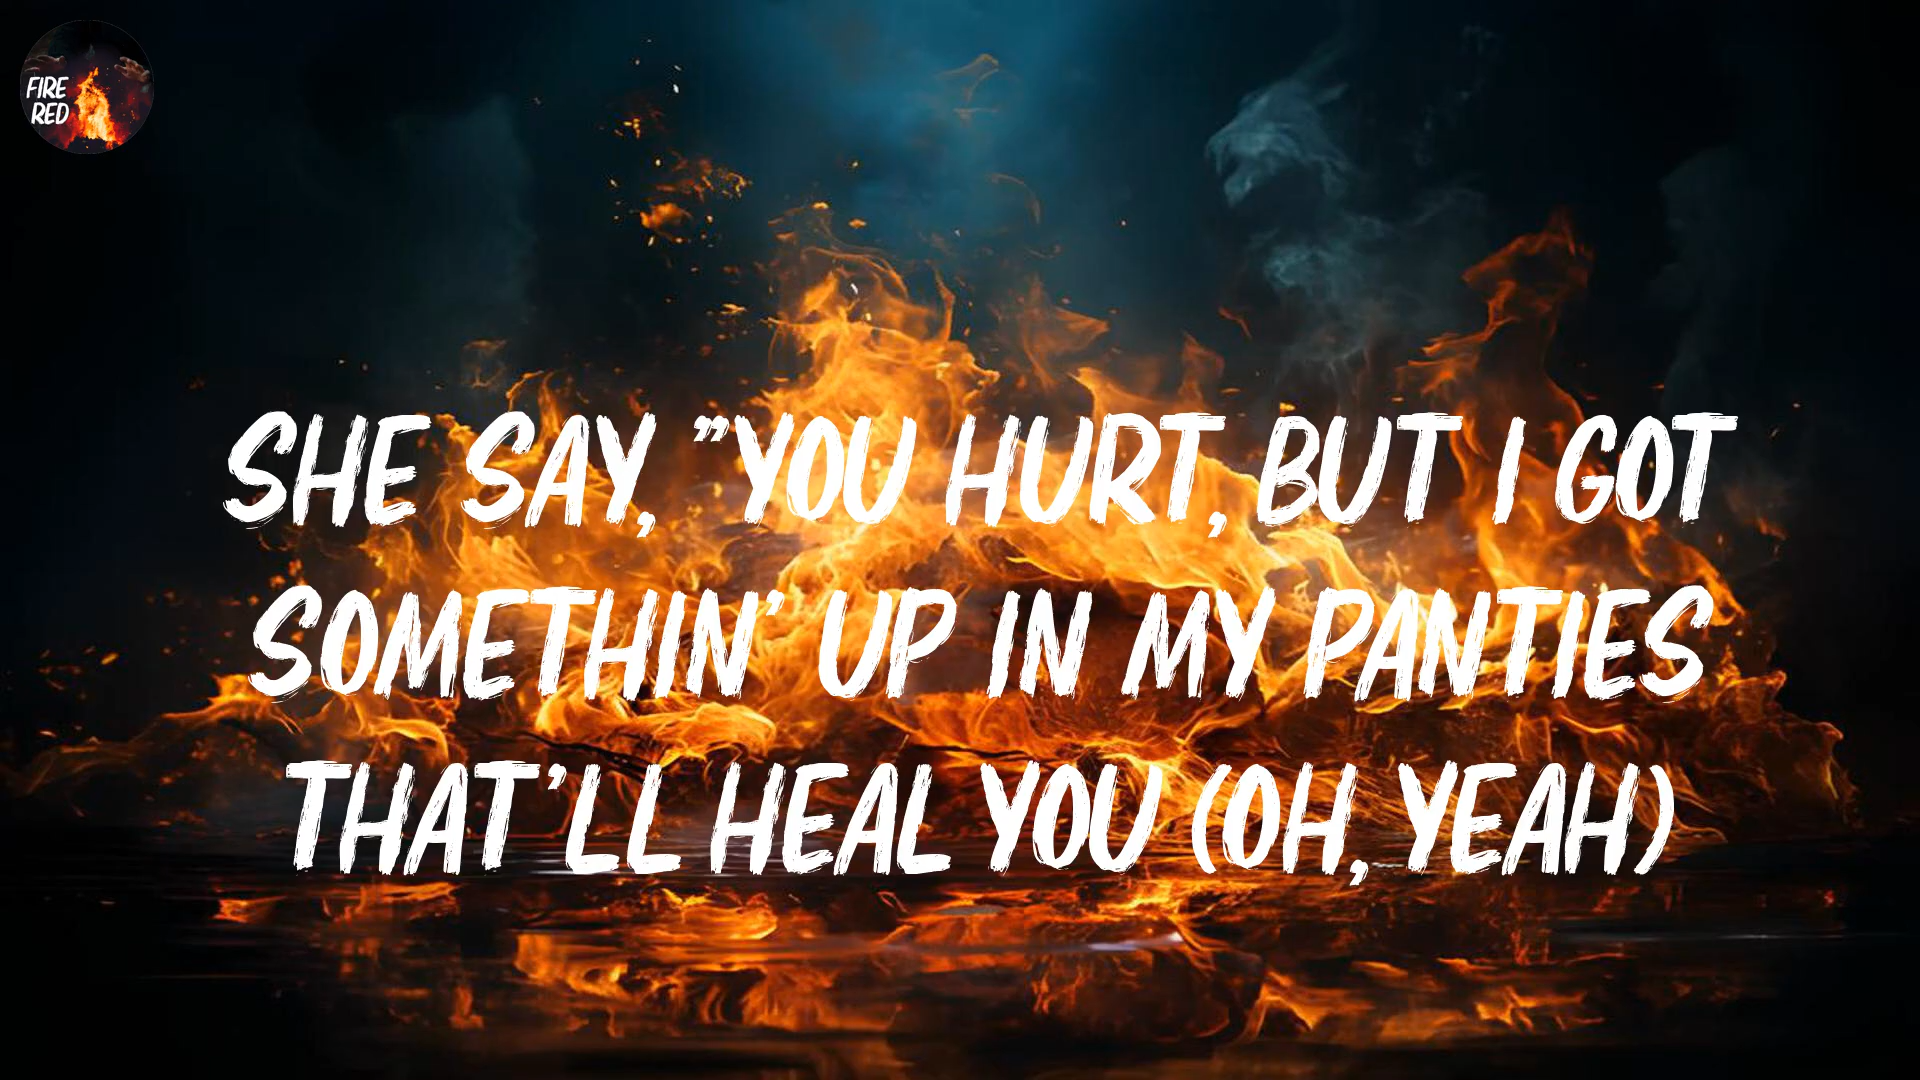 FIRE
RED
SHE SAY, "YOU HURT, BUT I GOT
SOMETHIN' UP IN MY PANTIES
THAT'LL HEAL YOU (OH, YEAH)